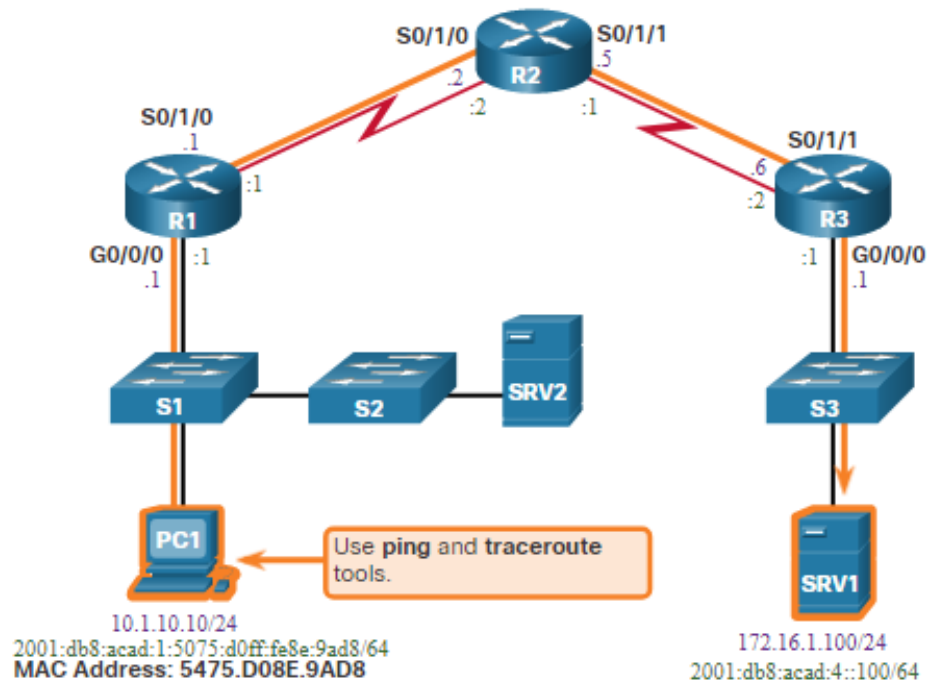 S0/1/0
S0/1/1
R2
.2
.5
:2
:1
S0/1/0
.1
:1
R1
S0/1/1
.6
:2
R3
G0/0/0
:1
.1
:1
G0/0/0
.1
S1
S2
SRV2
S3
PC1
Use ping and traceroute
tools.
SRV1
10.1.10.10/24
2001:db8:acad:1:5075:d0ff:fe8e:9ad8/64
MAC Address: 5475.D08E.9AD8
172.16.1.100/24
2001:db8:acad:4::100/64